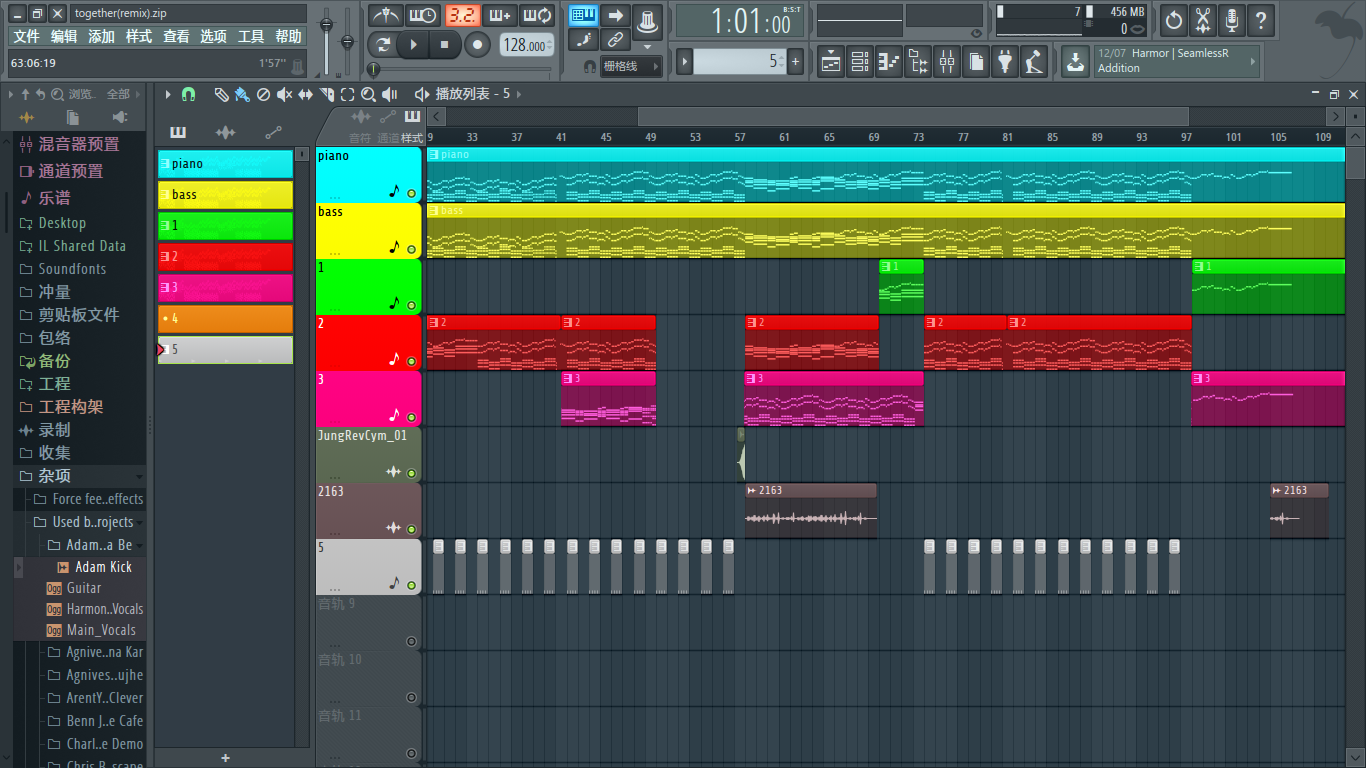 together(remix).zip
文件 编辑 添加 样式 查看 选项 工具 帮助
63:06:19 1'57"
3.2.
128.000
栅格线
1:01:00 B:S:T
5
7 456 MB
0
12/07 Harmor | SeamlessR
Addition
浏览.. 全部
播放列表 - 5
音符 通道 样式
9 33 37 41 45 49 53 57 61 65 69 73 77 81 85 89 93 97 101 105 109
混音器预置
通道预置
乐谱
Desktop
IL Shared Data
Soundfonts
冲量
剪贴板文件
包络
备份
工程
工程构架
录制
收集
杂项
Force fee..effects
Used b..rojects
Adam..a Be
Adam Kick
Ogg Guitar
Ogg Harmon..Vocals
Ogg Main_Vocals
Agnive..na Kar
Agnives..ujhe
ArentY..Clever
Benn J..e Cafe
Charl..e Demo
Chris B..scape
piano
bass
1
2
3
4
5
+
piano piano
bass bass
1 1 1
2 2 2 2 2 2
3 3 3 3
JungRevCym_01
2163 2163 2163
5
音轨 9
音轨 10
音轨 11